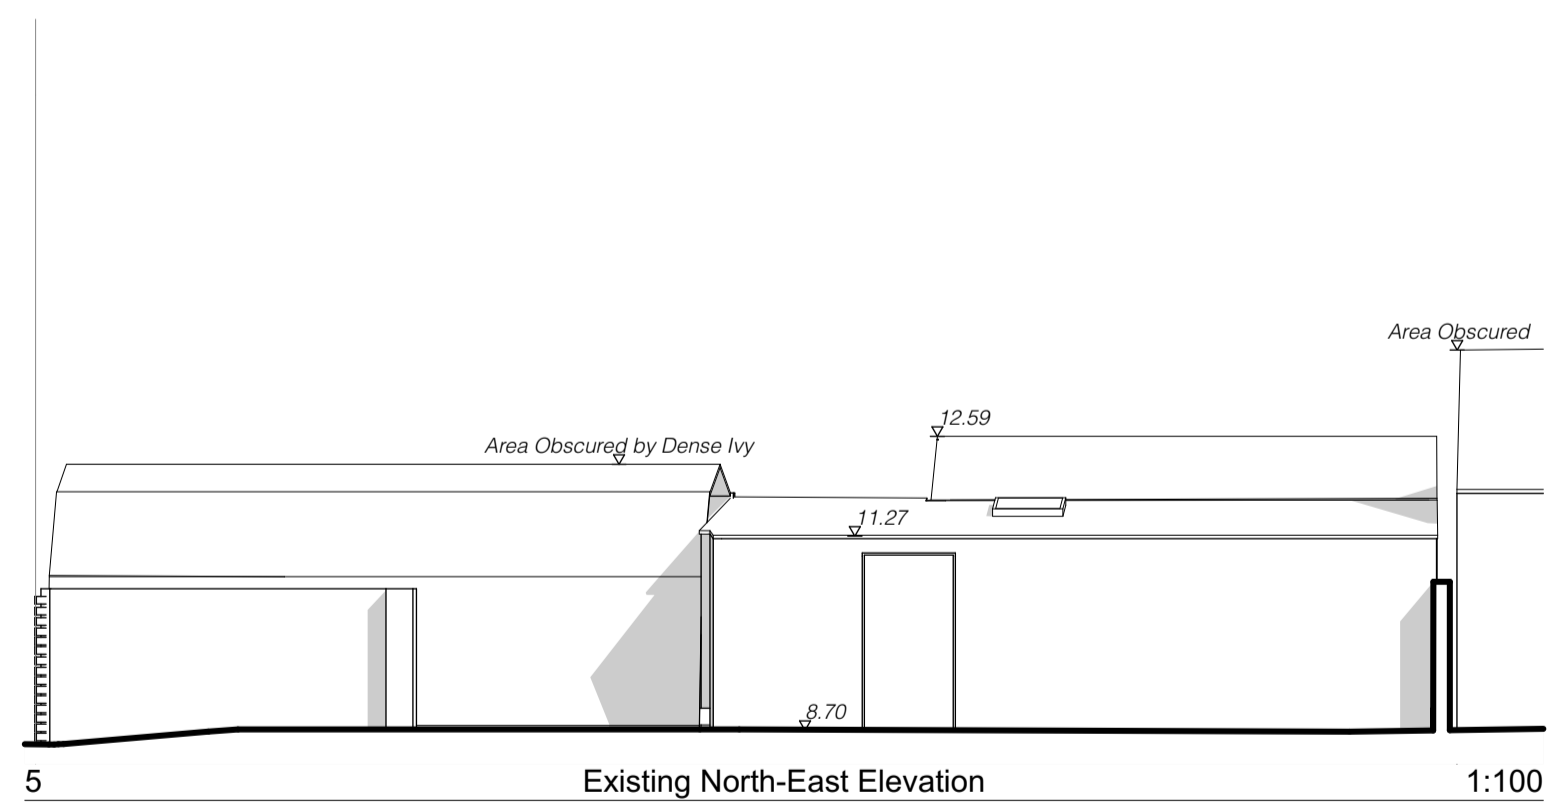 Area Obscured
12.59
Area Obscured by Dense Ivy
11.27
8.70
5 Existing North-East Elevation 1:100